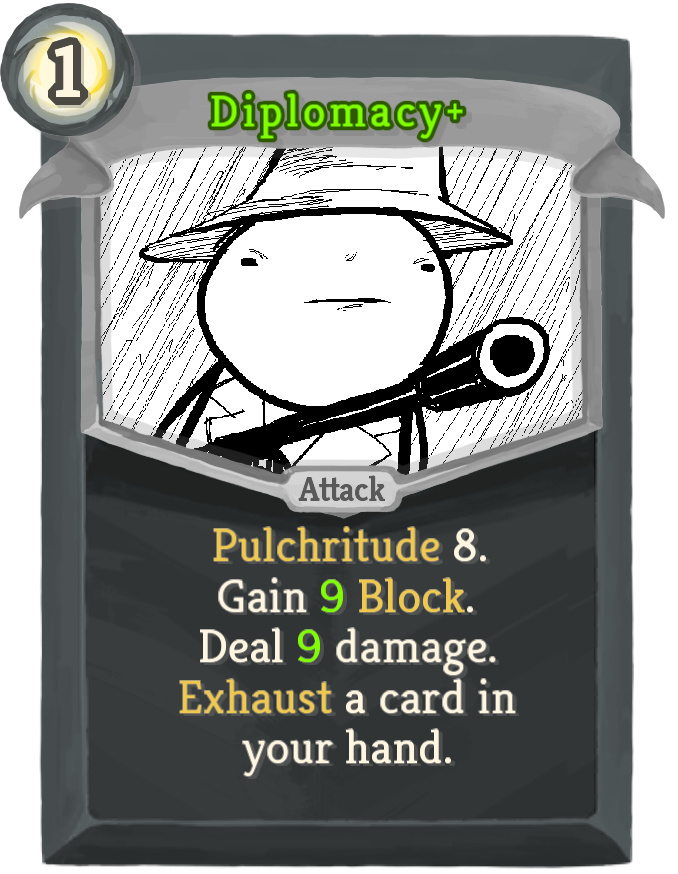 1
Diplomacy+
Attack
Pulchritude 8.
Gain 9 Block.
Deal 9 damage.
Exhaust a card in
your hand.